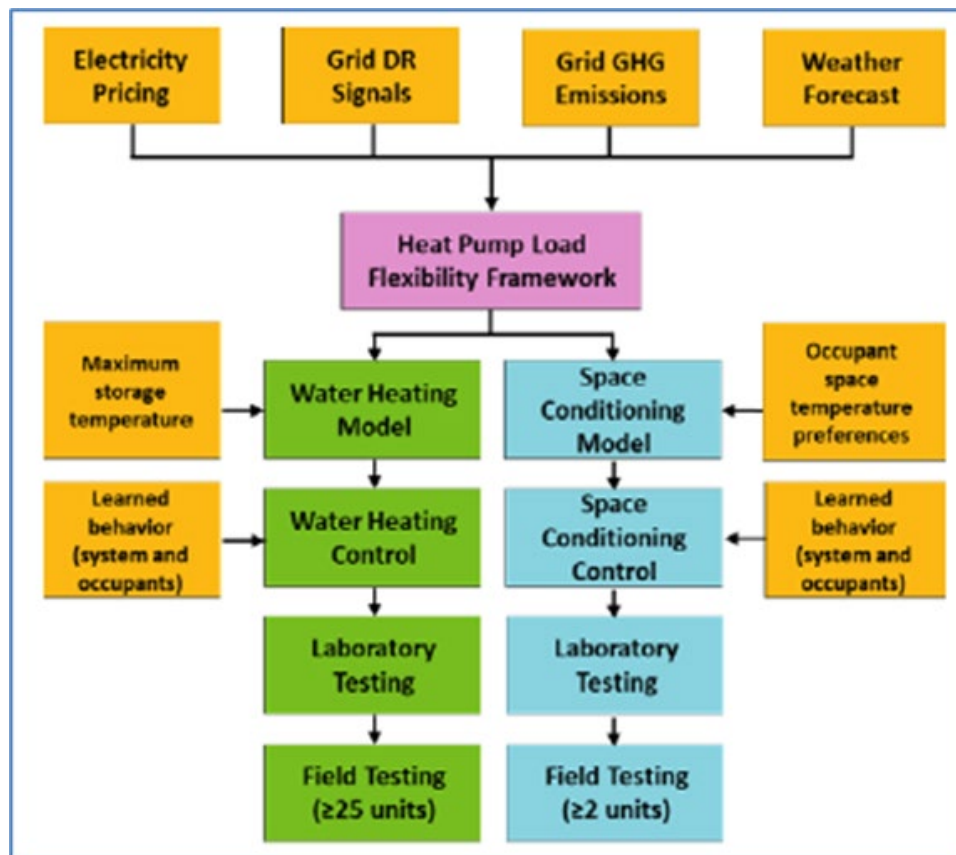 Electricity
Pricing
Grid DR
Signals
Grid GHG
Emissions
Weather
Forecast
Heat Pump Load
Flexibility Framework
Maximum
storage
temperature
Water Heating
Model
Space
Conditioning
Model
Occupant
space
temperature
preferences
Learned
behavior
(system and
occupants)
Water Heating
Control
Space
Conditioning
Control
Learned
behavior
(system and
occupants)
Laboratory
Testing
Laboratory
Testing
Field Testing
(≥25 units)
Field Testing
(≥2 units)